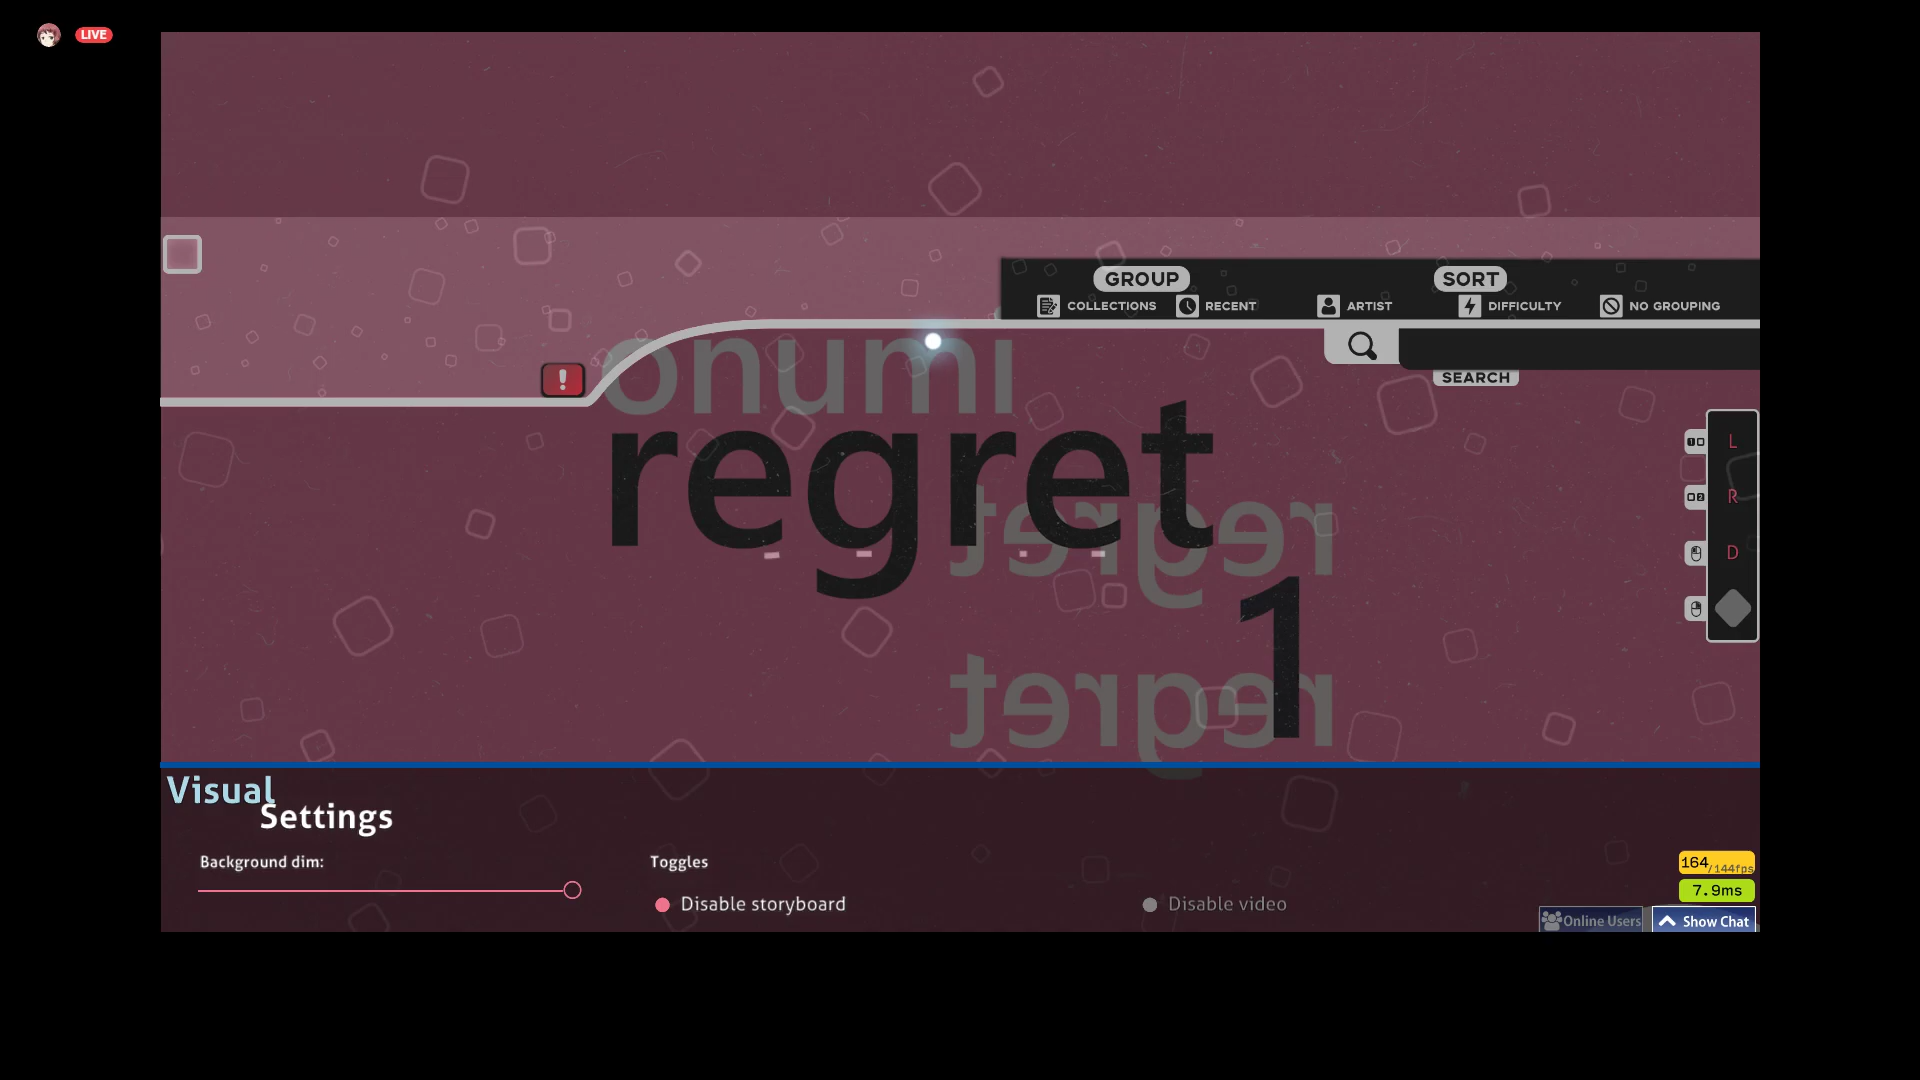 LIVE
GROUP
SORT
COLLECTIONS
RECENT
ARTIST
DIFFICULTY
NO GROUPING
SEARCH
onumi
regret
regret
1
regret
L
R
D
Visual
Settings
Background dim:
Toggles
Disable storyboard
Disable video
164/144fps
7.9ms
Online Users
Show Chat